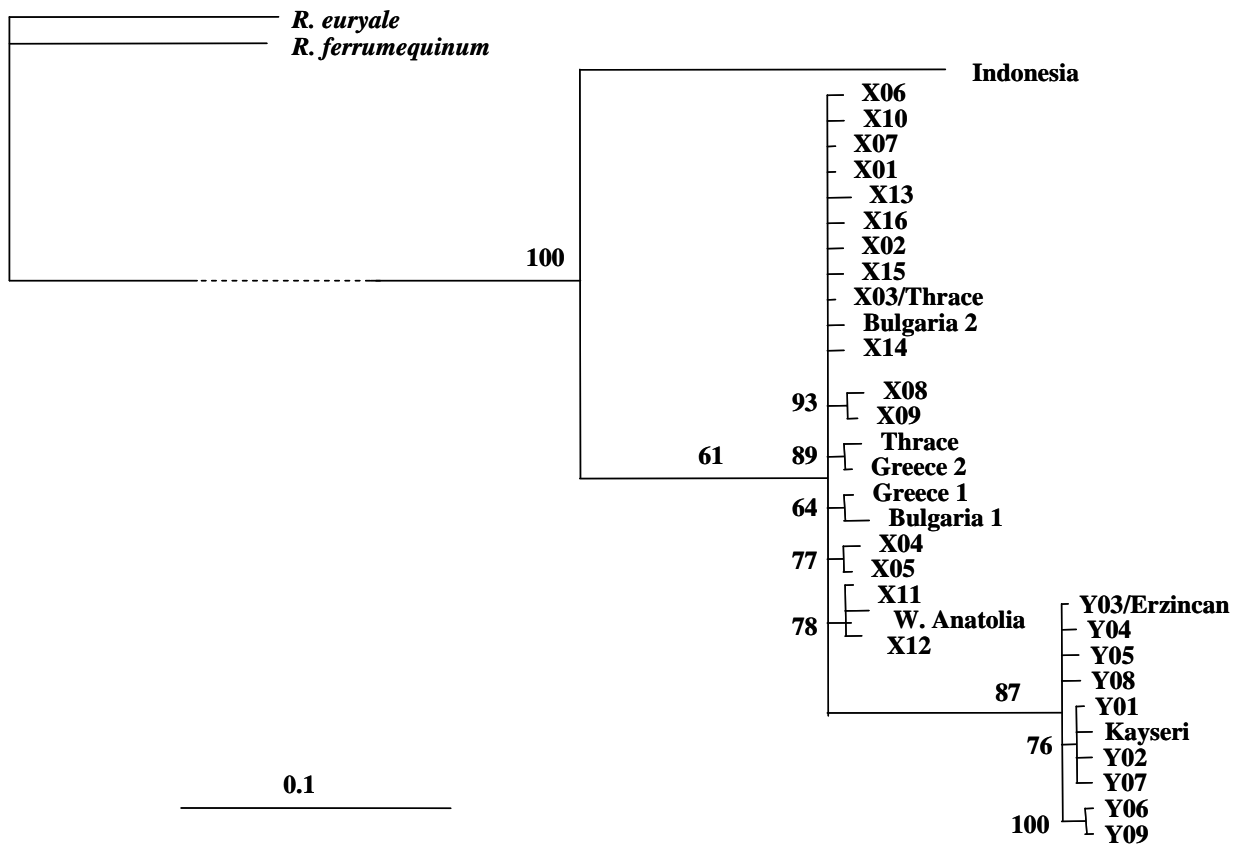 R. euryale
R. ferrumequinum
Indonesia
X06
X10
X07
X01
X13
X16
X02
100
X15
X03/Thrace
Bulgaria 2
X14
X08
93
X09
Thrace
61
89
Greece 2
Greece 1
64
Bulgaria 1
X04
77
X05
X11
Y03/Erzincan
78
W. Anatolia
Y04
X12
Y05
Y08
87
Y01
Kayseri
76
Y02
Y07
0.1
Y06
100
Y09